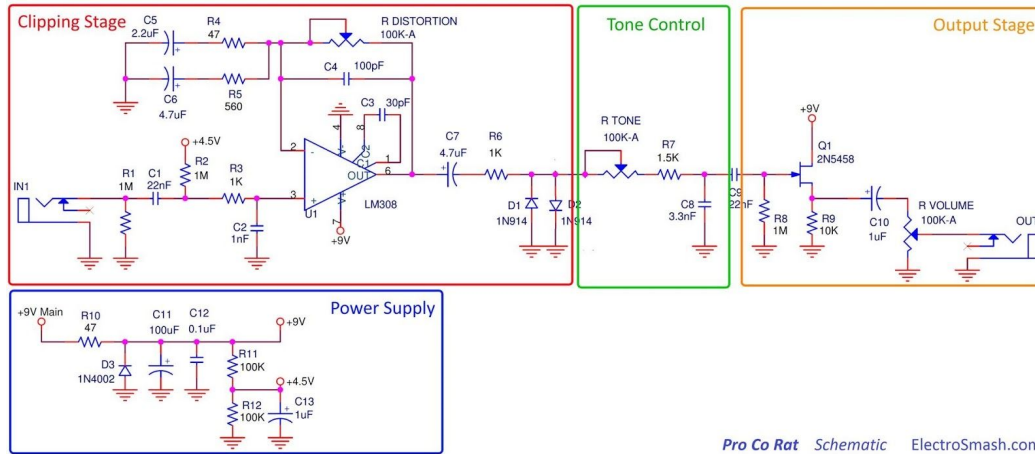 Clipping Stage
C5
2.2uF
R4
47
R DISTORTION
100K-A
C4
100pF
C6
4.7uF
R5
560
C3
30pF
+4.5V
R2
1M
R1
1M
C1
22nF
R3
1K
IN1
C2
1nF
2
3
4
8
1
6
7
-
+
V-
C2
C1
OUT
V+
U1
LM308
+9V
C7
4.7uF
R6
1K
D1
1N914
D2
1N914
Tone Control
R TONE
100K-A
R7
1.5K
C8
3.3nF
C9
22nF
Output Stage
+9V
Q1
2N5458
R8
1M
R9
10K
C10
1uF
R VOLUME
100K-A
OUT
Power Supply
+9V Main
R10
47
C11
100uF
C12
0.1uF
+9V
D3
1N4002
R11
100K
+4.5V
R12
100K
C13
1uF
Pro Co Rat Schematic ElectroSmash.com